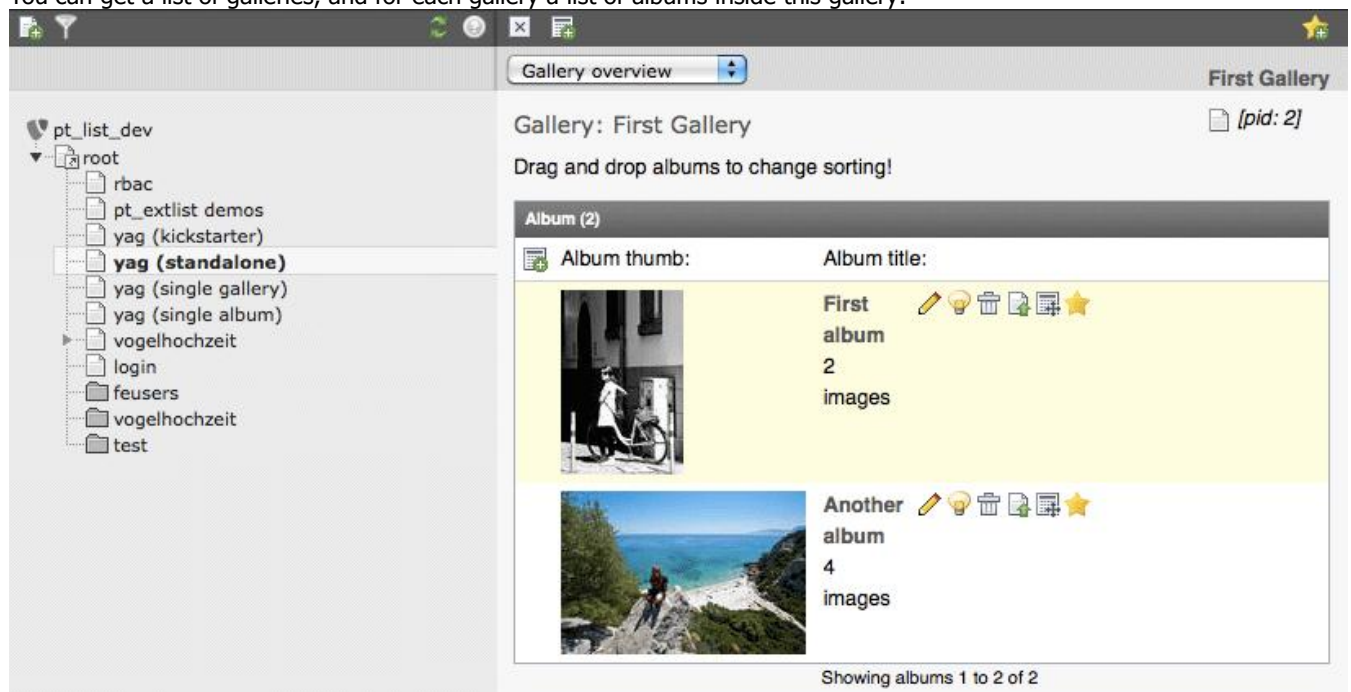 You can get a list of galleries, and for each gallery a list of albums inside this gallery.
Gallery overview
First Gallery
pt_list_dev
root
rbac
pt_extlist demos
yag (kickstarter)
yag (standalone)
yag (single gallery)
yag (single album)
vogelhochzeit
login
feusers
vogelhochzeit
test
[pid: 2]
Gallery: First Gallery
Drag and drop albums to change sorting!
Album (2)
Album thumb: Album title:
First
album
2
images
Another
album
4
images
Showing albums 1 to 2 of 2